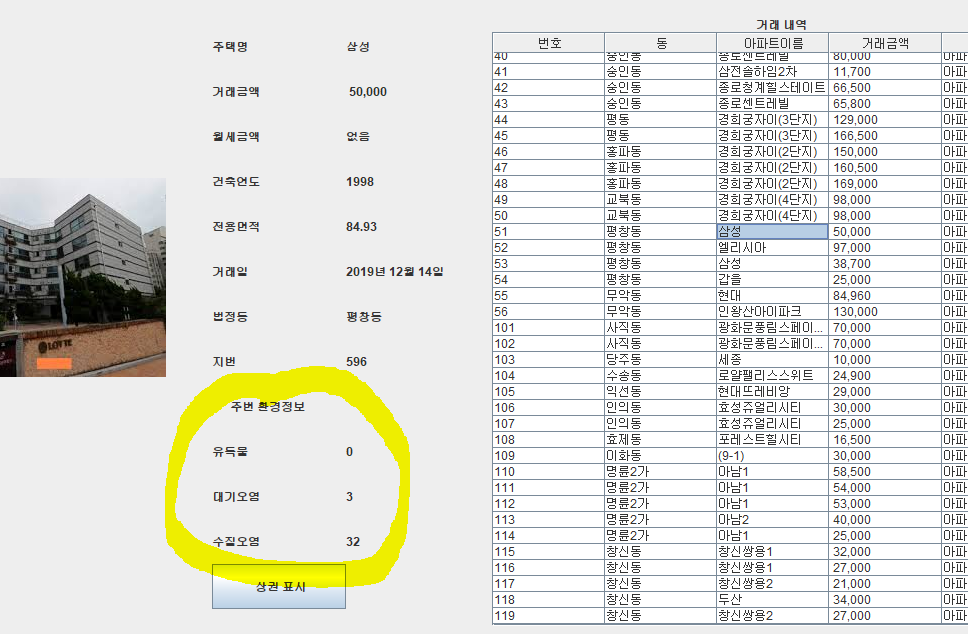 주택명 삼성
거래금액 50,000
월세금액 없음
건축연도 1998
전용면적 84.93
거래일 2019년 12월 14일
법정동 평창동
지번 596
LOTTE
주변 환경정보
유독물 0
대기오염 3
수질오염 32
상권 표시
거래 내역
번호 동 아파트이름 거래금액
40 숭인동 종로센트레빌 80,000 아파
41 숭인동 삼전솔하임2차 11,700 아파
42 숭인동 종로청계힐스테이트 66,500 아파
43 숭인동 종로센트레빌 65,800 아파
44 평동 경희궁자이(3단지) 129,000 아파
45 평동 경희궁자이(3단지) 166,500 아파
46 홍파동 경희궁자이(2단지) 150,000 아파
47 홍파동 경희궁자이(2단지) 160,500 아파
48 홍파동 경희궁자이(2단지) 169,000 아파
49 교북동 경희궁자이(4단지) 98,000 아파
50 교북동 경희궁자이(4단지) 98,000 아파
51 평창동 삼성 50,000 아파
52 평창동 엘리시아 97,000 아파
53 평창동 삼성 38,700 아파
54 평창동 갑을 25,000 아파
55 무악동 현대 84,960 아파
56 무악동 인왕산아이파크 130,000 아파
101 사직동 광화문풍림스페이... 70,000 아파
102 사직동 광화문풍림스페이... 70,000 아파
103 당주동 세종 10,000 아파
104 수송동 로얄팰리스스위트 24,900 아파
105 익선동 현대뜨레비앙 29,000 아파
106 인의동 효성쥬얼리시티 30,000 아파
107 인의동 효성쥬얼리시티 25,000 아파
108 효제동 포레스트힐시티 16,500 아파
109 이화동 (9-1) 30,000 아파
110 명륜2가 아남1 58,500 아파
111 명륜2가 아남1 54,000 아파
112 명륜2가 아남1 53,000 아파
113 명륜2가 아남2 40,000 아파
114 명륜2가 아남1 25,000 아파
115 창신동 창신쌍용1 32,000 아파
116 창신동 창신쌍용1 27,000 아파
117 창신동 창신쌍용2 21,000 아파
118 창신동 두산 34,000 아파
119 창신동 창신쌍용2 27,000 아파